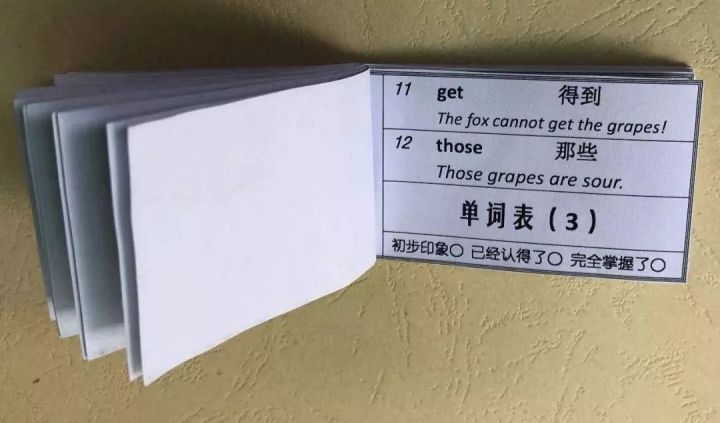 11 get 得到
The fox cannot get the grapes!
12 those 那些
Those grapes are sour.
单词表（3）
初步印象○ 已经认得了○ 完全掌握了○